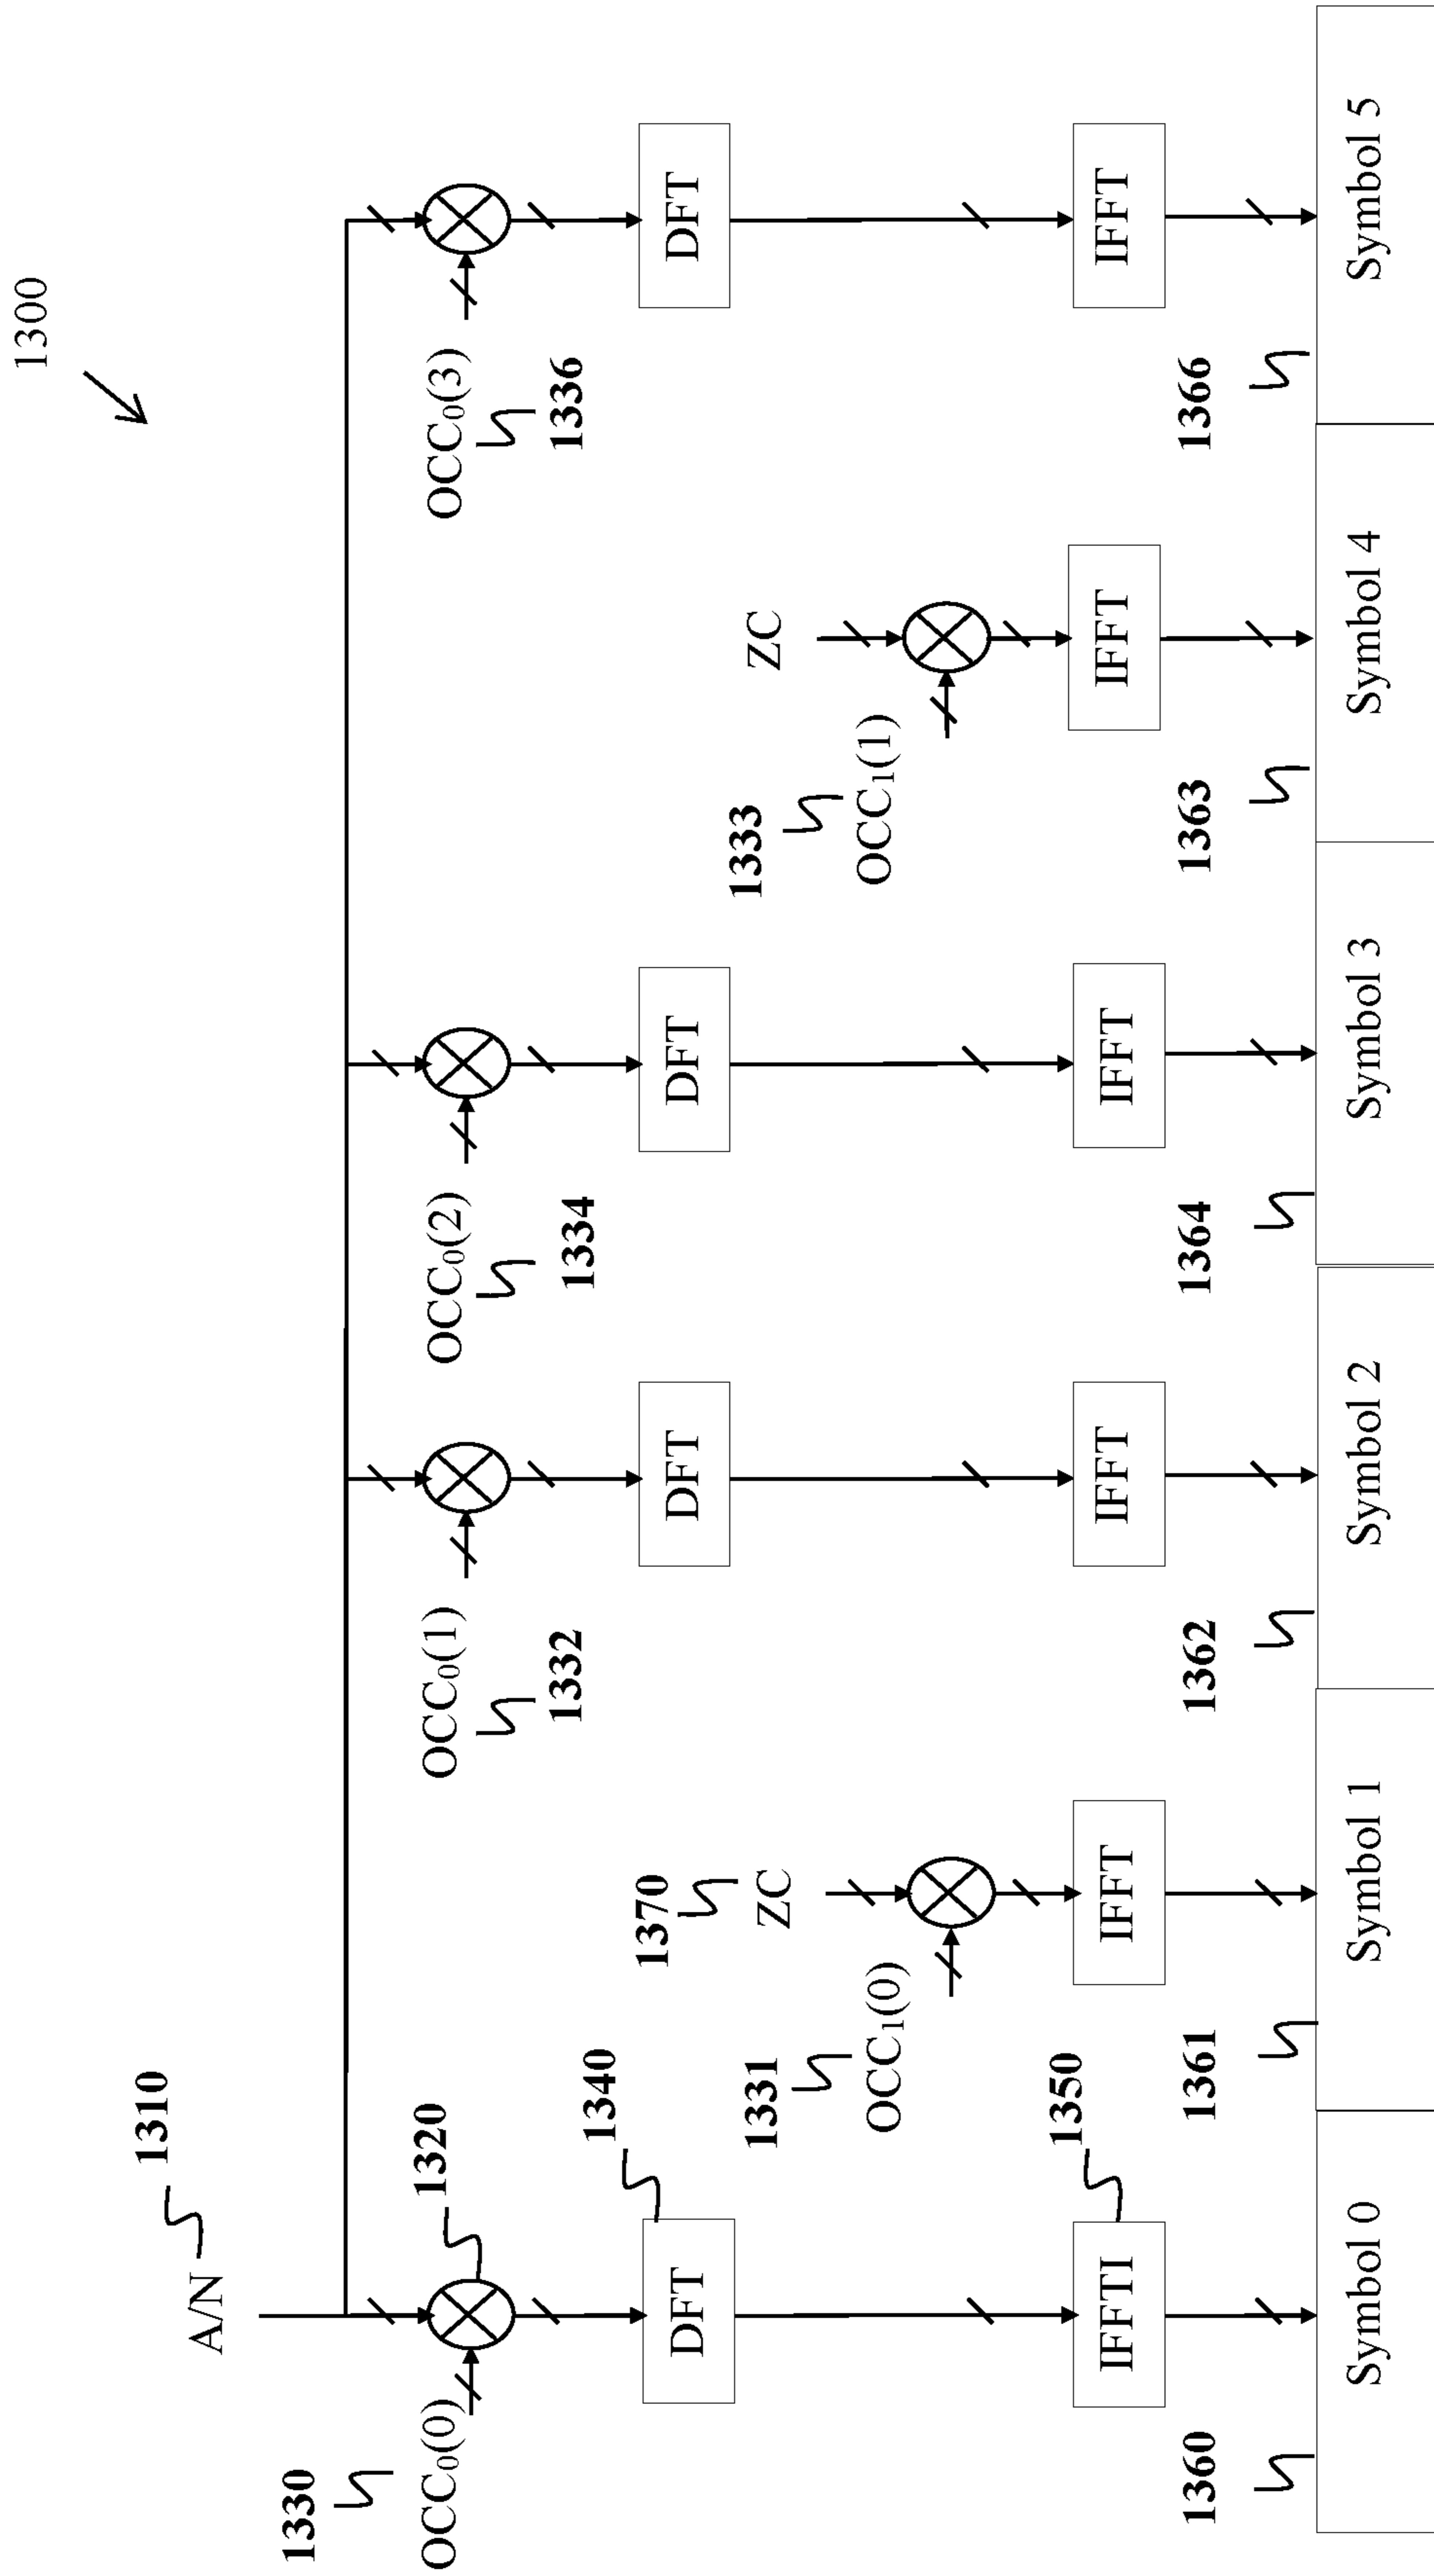 1300
A/N
1310
1330
OCC₀(0)
1320
OCC₀(1)
1332
OCC₀(2)
1334
OCC₀(3)
1336
DFT
1340
DFT
DFT
DFT
1370
ZC
ZC
1331
OCC₁(0)
1333
OCC₁(1)
IFFTI
1350
IFFT
IFFT
IFFT
IFFT
IFFT
1360
1361
1362
1364
1363
1366
Symbol 0
Symbol 1
Symbol 2
Symbol 3
Symbol 4
Symbol 5